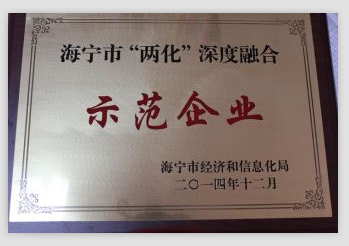 海宁市“两化”深度融合
示范企业
海宁市经济和信息化局
二〇一四年十二月